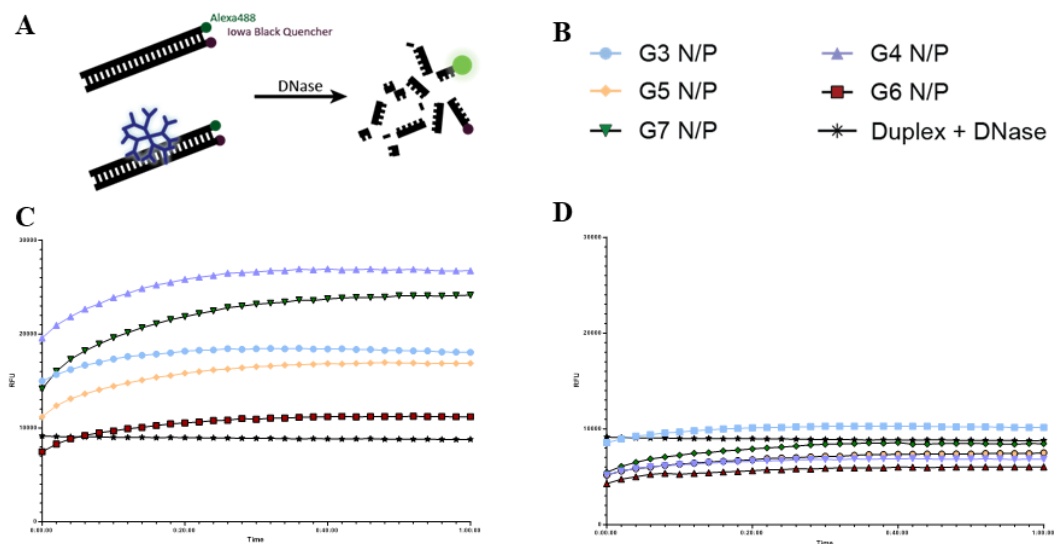 A
Alexa488
Iowa Black Quencher
DNase
B
G3 N/P
G4 N/P
G5 N/P
G6 N/P
G7 N/P
Duplex + DNase
C
30000
20000
10000
0
RFU
0:00:00
0:20:00
0:40:00
1:00:00
Time
D
30000
20000
10000
0
RFU
0:00:00
0:20:00
0:40:00
1:00:00
Time